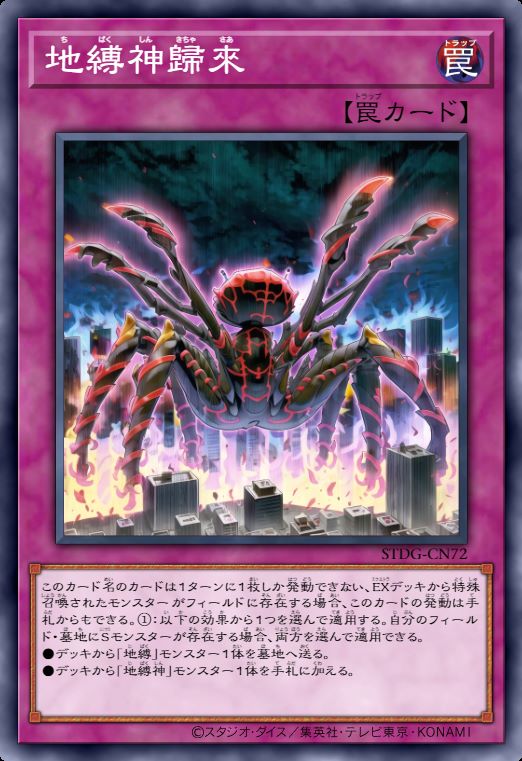 地縛神歸來
罠
【罠カード】
STDG-CN72
このカード名のカードは1ターンに1枚しか発動できない、EXデッキから特殊
召喚されたモンスターがフィールドに存在する場合、このカードの発動は手
札からもできる。①:以下の効果から1つを選んで適用する。自分のフィールド
・墓地にSモンスターが存在する場合、両方を選んで適用できる。
●デッキから「地縛」モンスター1体を墓地へ送る。
●デッキから「地縛神」モンスター1体を手札に加える。
©スタジオ・ダイス/集英社・テレビ東京・KONAMI